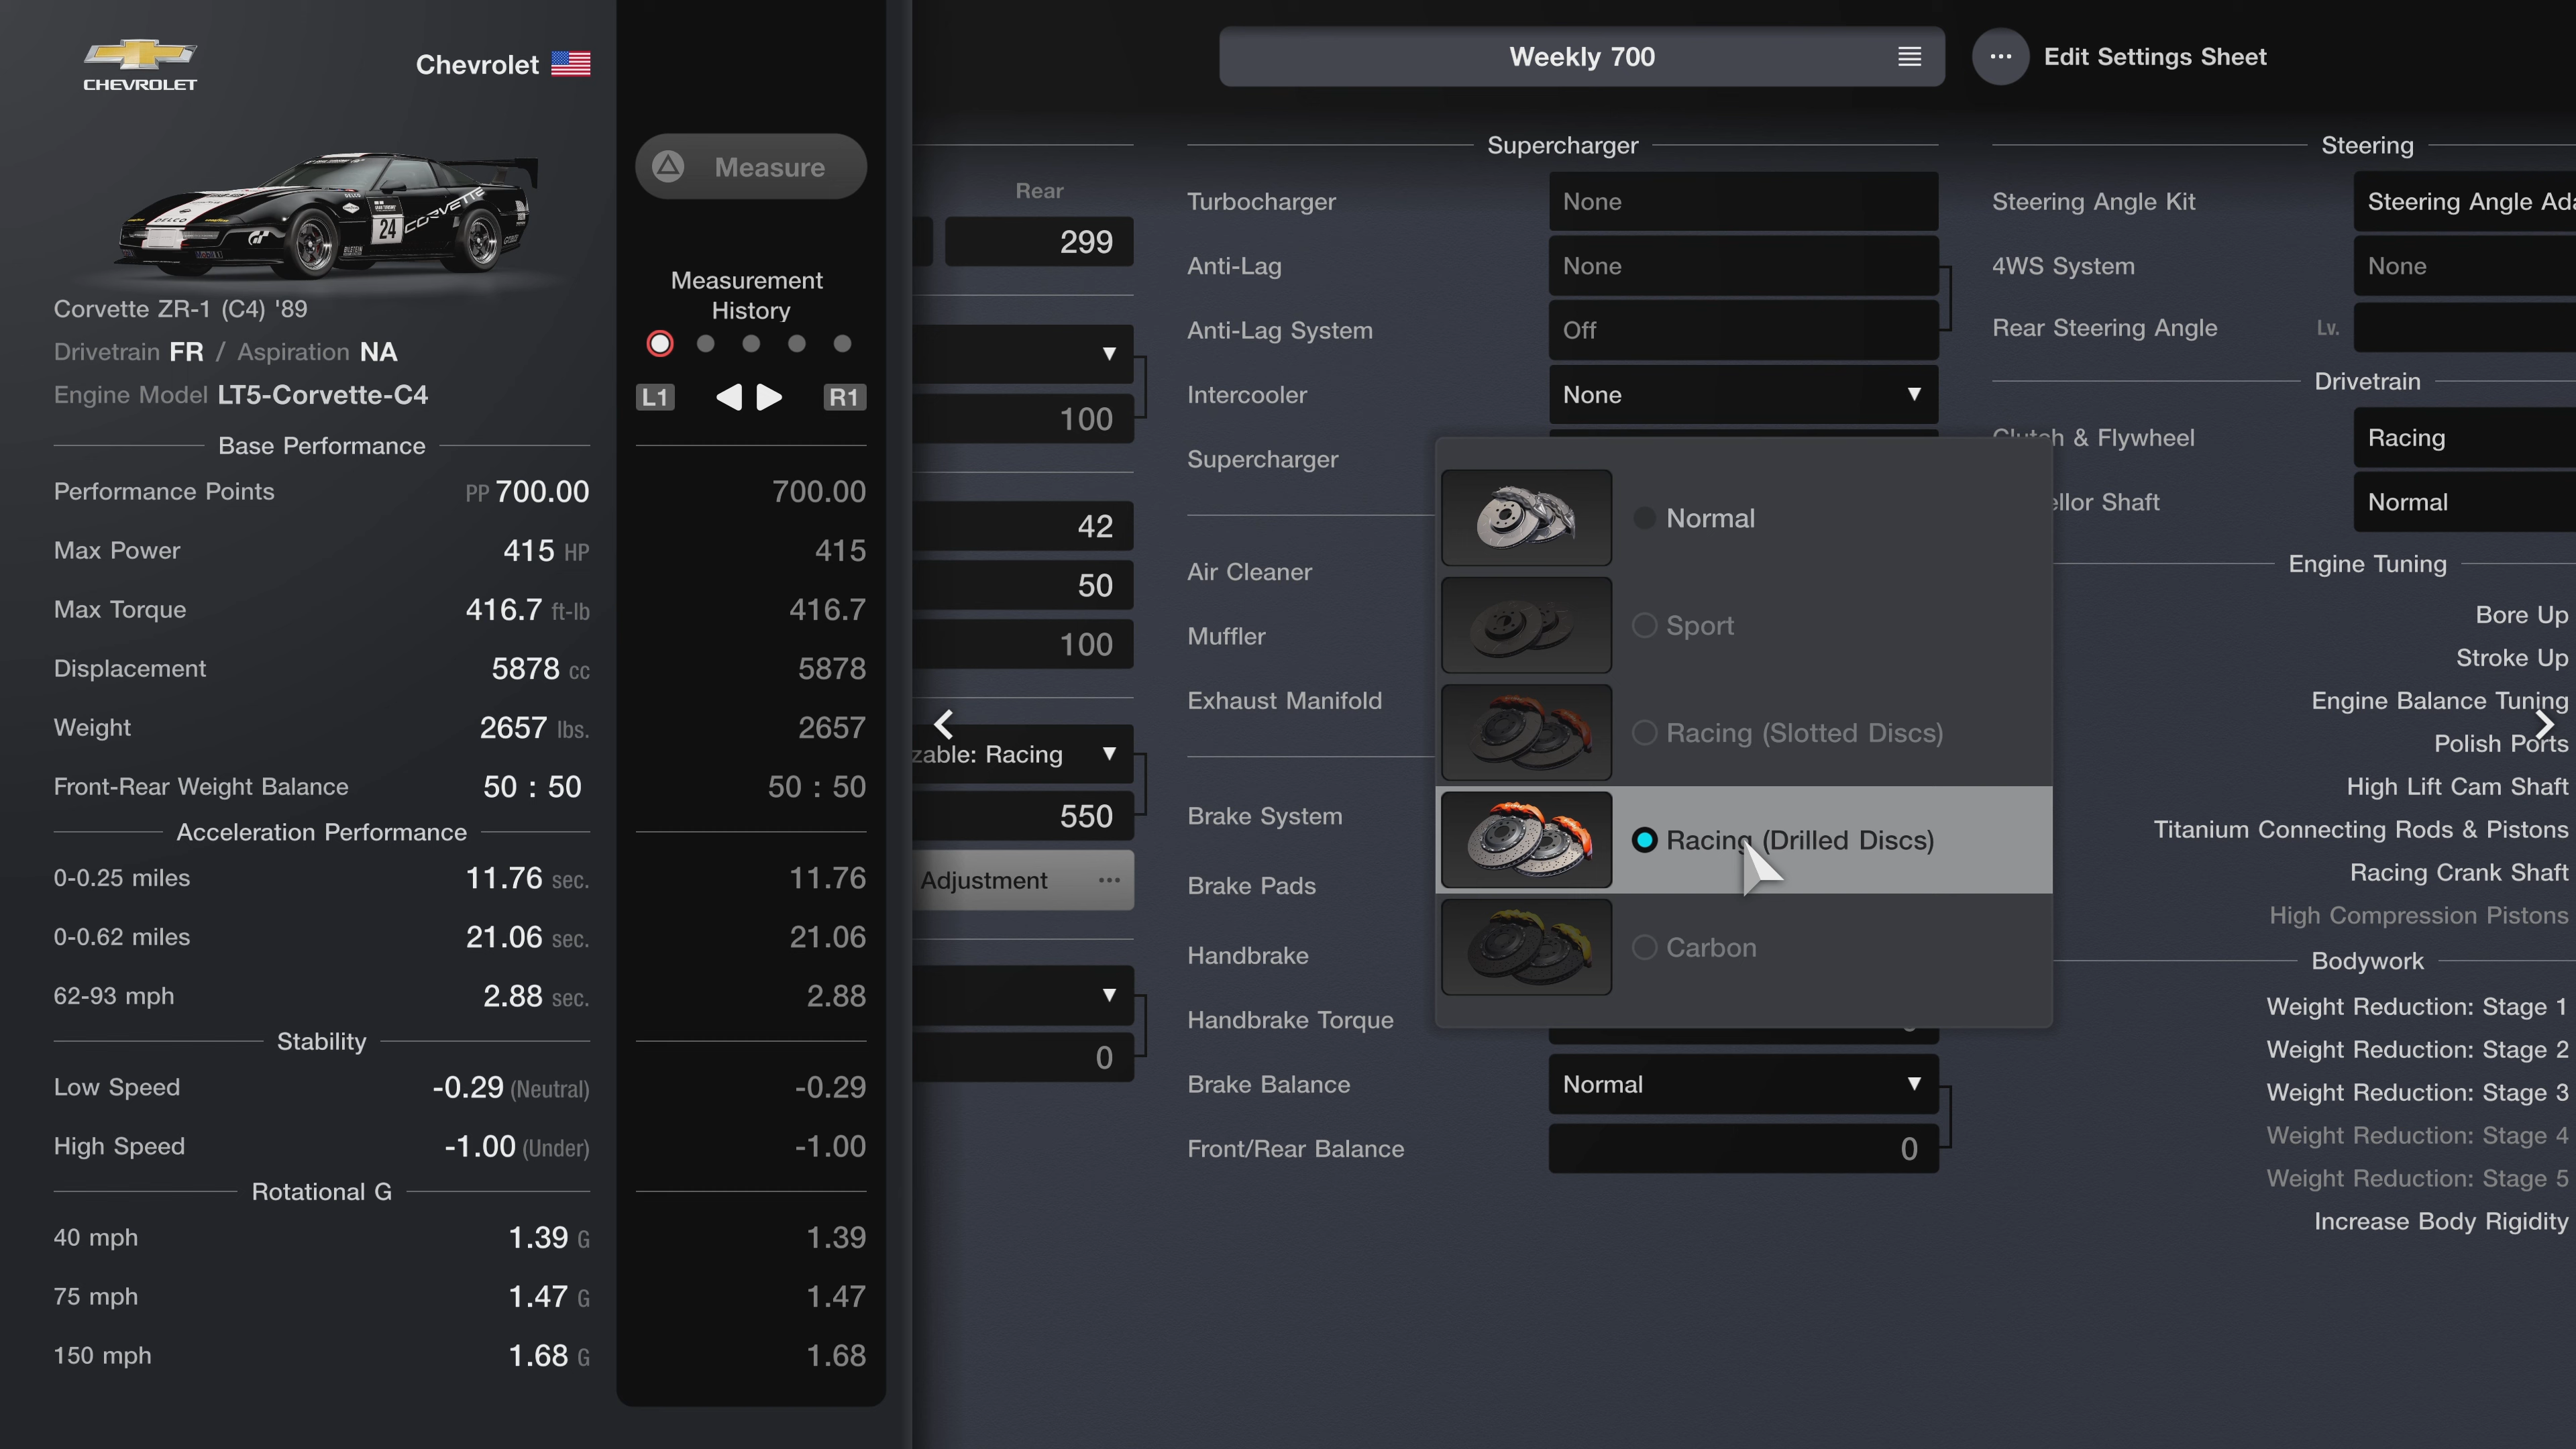 CHEVROLET
Chevrolet
Corvette ZR-1 (C4) '89
Drivetrain FR / Aspiration NA
Engine Model LT5-Corvette-C4
Base Performance
Performance Points PP 700.00
Max Power 415 HP
Max Torque 416.7 ft-lb
Displacement 5878 cc
Weight 2657 lbs.
Front-Rear Weight Balance 50 : 50
Acceleration Performance
0-0.25 miles 11.76 sec.
0-0.62 miles 21.06 sec.
62-93 mph 2.88 sec.
Stability
Low Speed -0.29 (Neutral)
High Speed -1.00 (Under)
Rotational G
40 mph 1.39 G
75 mph 1.47 G
150 mph 1.68 G
Measure
Measurement
History
L1 R1
700.00
415
416.7
5878
2657
50 : 50
11.76
21.06
2.88
-0.29
-1.00
1.39
1.47
1.68
Weekly 700
Edit Settings Sheet
Rear
299
100
42
50
100
zable: Racing
550
Adjustment
0
Supercharger
Turbocharger None
Anti-Lag None
Anti-Lag System Off
Intercooler None
Supercharger
Air Cleaner
Muffler
Exhaust Manifold
Brake System
Brake Pads
Handbrake
Handbrake Torque
Brake Balance Normal
Front/Rear Balance 0
Normal
Sport
Racing (Slotted Discs)
Racing (Drilled Discs)
Carbon
Steering
Steering Angle Kit Steering Angle Ada
4WS System None
Rear Steering Angle Lv.
Drivetrain
Clutch & Flywheel Racing
ellor Shaft Normal
Engine Tuning
Bore Up
Stroke Up
Engine Balance Tuning
Polish Ports
High Lift Cam Shaft
Titanium Connecting Rods & Pistons
Racing Crank Shaft
High Compression Pistons
Bodywork
Weight Reduction: Stage 1
Weight Reduction: Stage 2
Weight Reduction: Stage 3
Weight Reduction: Stage 4
Weight Reduction: Stage 5
Increase Body Rigidity
24
CORVETTE
DELCO